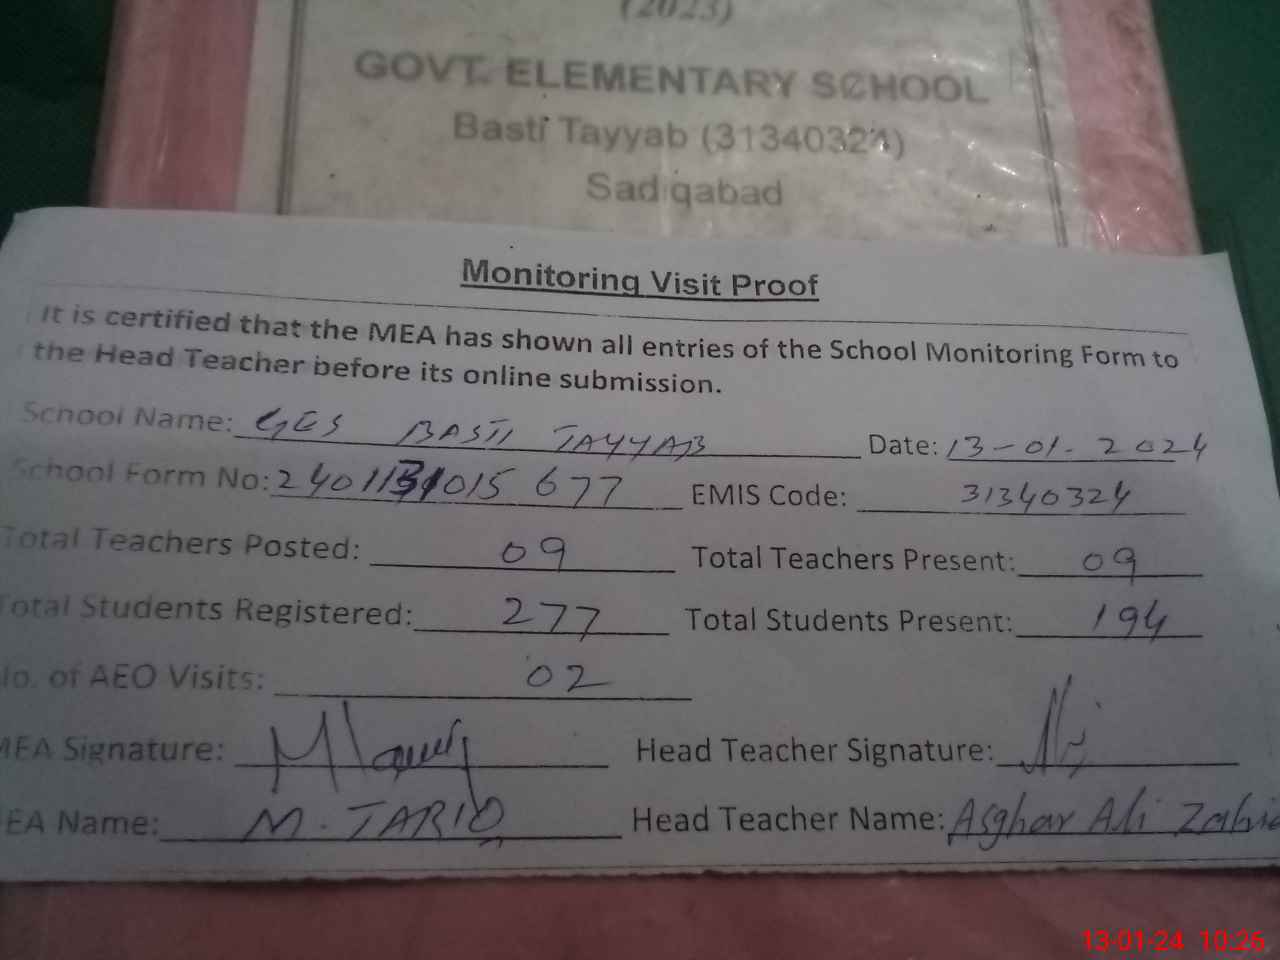 (2023)
GOVT. ELEMENTARY SCHOOL
Basti Tayyab (31340324)
Sadiqabad
Monitoring Visit Proof
It is certified that the MEA has shown all entries of the School Monitoring Form to
the Head Teacher before its online submission.
School Name: GES BASTI TAYYAB Date: 13-01-2024
School Form No: 677 EMIS Code: 31340324
Total Teachers Posted: 09 Total Teachers Present: 09
Total Students Registered: 277 Total Students Present: 194
No. of AEO Visits: 02
MEA Signature: Head Teacher Signature:
EA Name: M. TARIQ Head Teacher Name: Asghar Ali
13-01-24 10:26